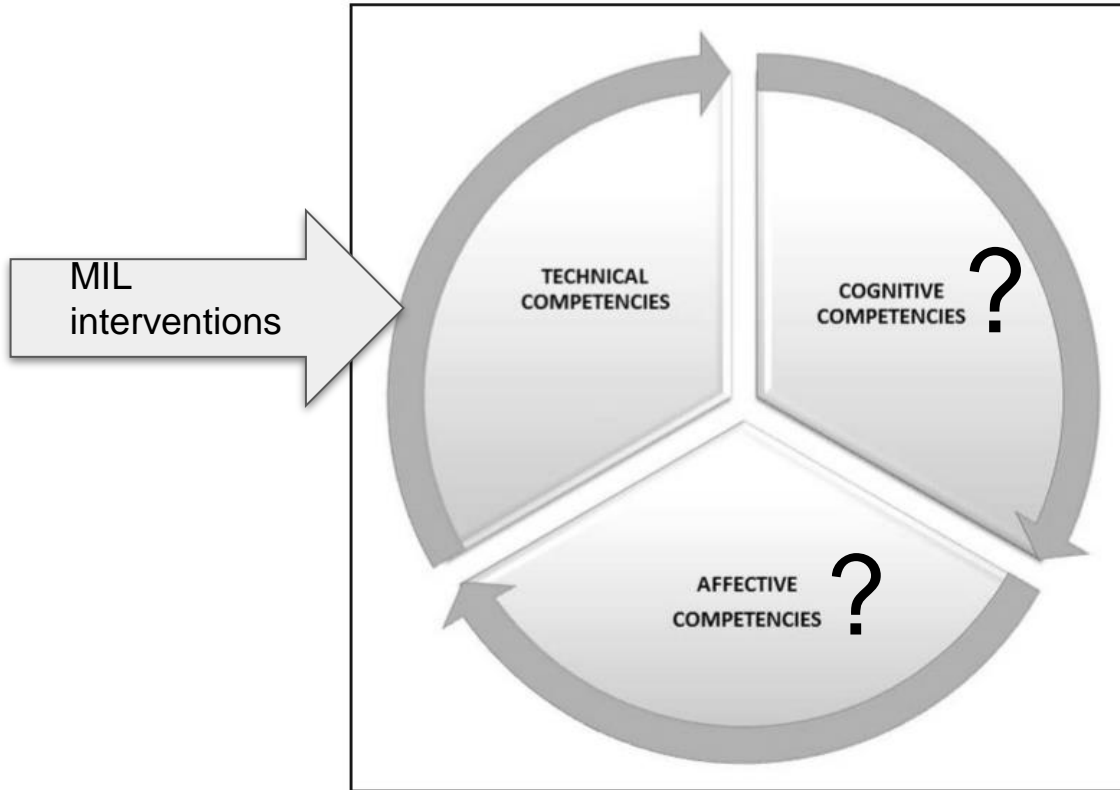 MIL
interventions
TECHNICAL
COMPETENCIES
COGNITIVE
COMPETENCIES ?
AFFECTIVE
COMPETENCIES ?